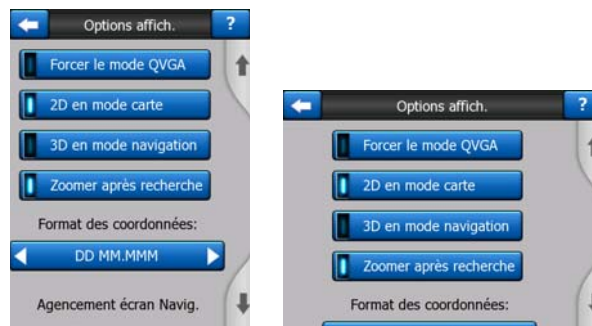 Options affich. ?
Forcer le mode QVGA
2D en mode carte
3D en mode navigation
Zoomer après recherche
Format des coordonnées:
DD MM.MMM
Agencement écran Navig.
Options affich. ?
Forcer le mode QVGA
2D en mode carte
3D en mode navigation
Zoomer après recherche
Format des coordonnées: